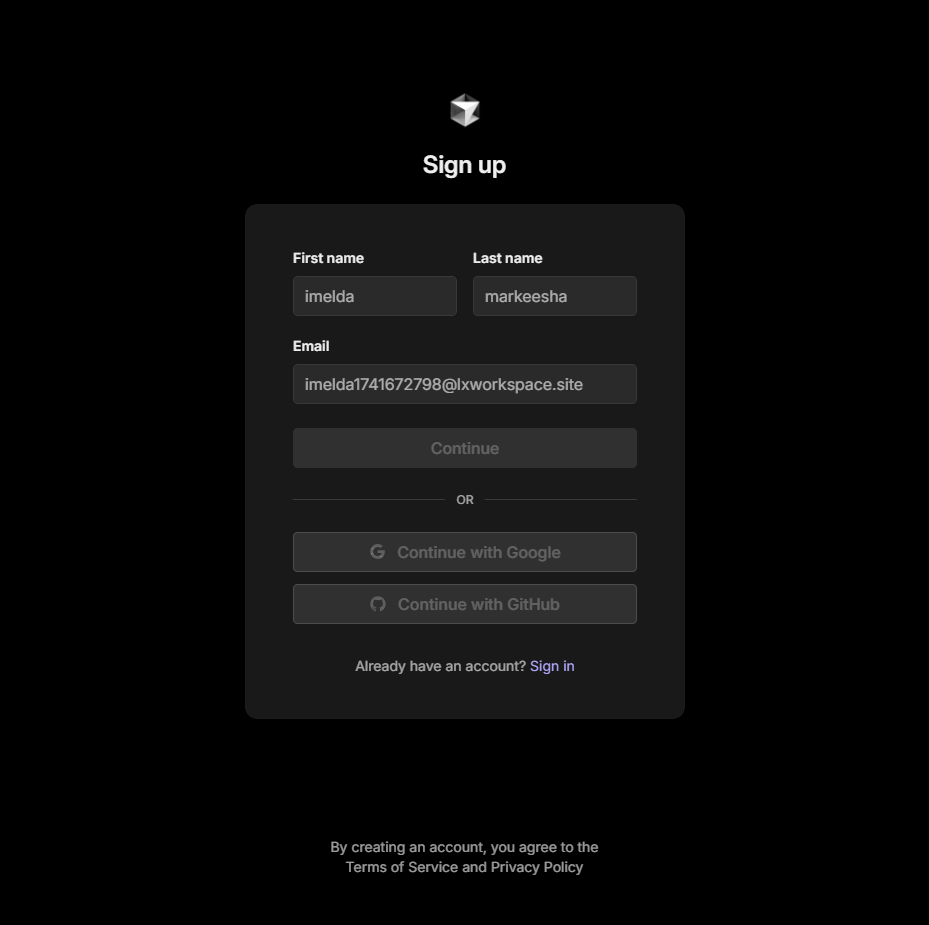 Sign up
First name
Last name
imelda
markeesha
Email
imelda1741672798@lxworkspace.site
Continue
OR
Continue with Google
Continue with GitHub
Already have an account? Sign in
By creating an account, you agree to the
Terms of Service and Privacy Policy